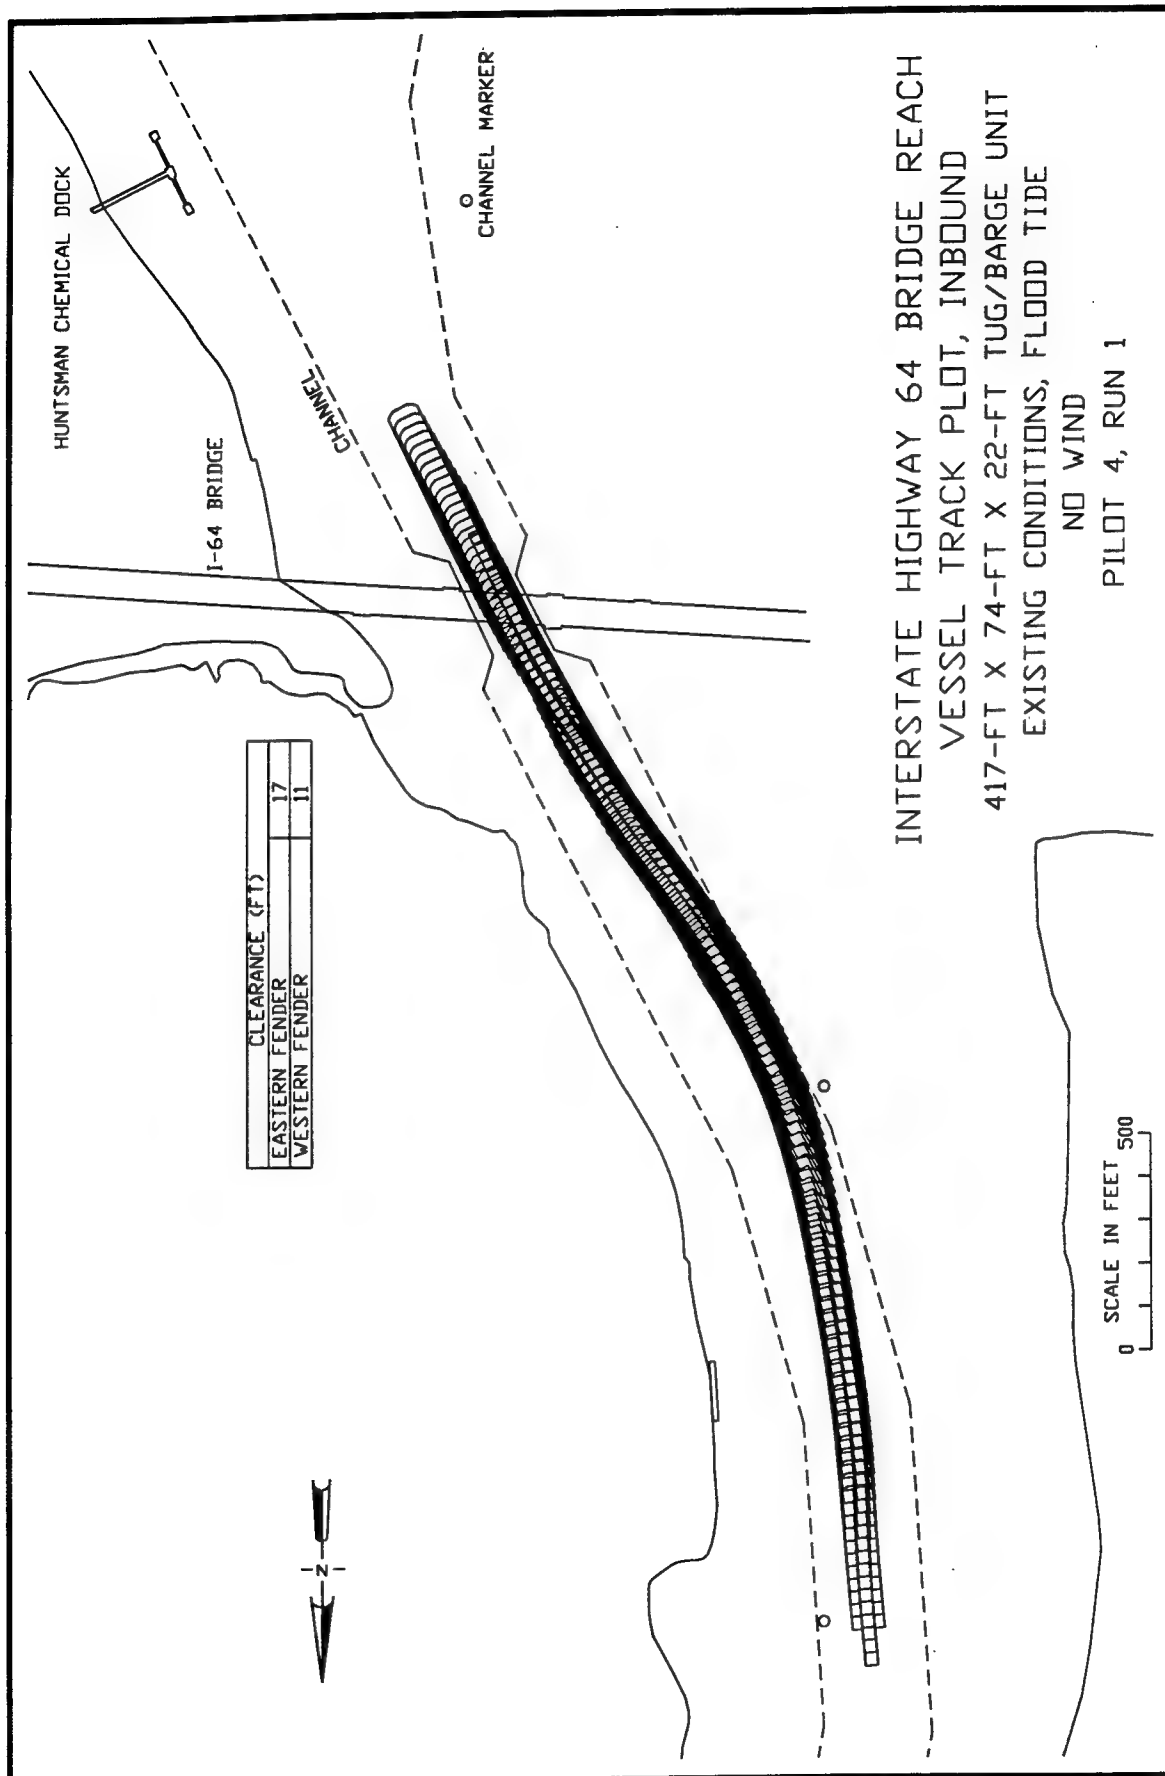 HUNTSMAN CHEMICAL DOCK
I-64 BRIDGE
CHANNEL
CHANNEL MARKER
CLEARANCE (FT)
EASTERN FENDER 17
WESTERN FENDER 11
N
SCALE IN FEET
0 500
INTERSTATE HIGHWAY 64 BRIDGE REACH
VESSEL TRACK PLOT, INBOUND
417-FT X 74-FT X 22-FT TUG/BARGE UNIT
EXISTING CONDITIONS, FLOOD TIDE
NO WIND
PILOT 4, RUN 1